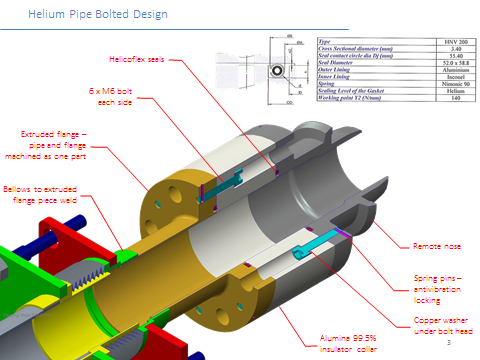 Helium Pipe Bolted Design
Helicoflex seals
6 x M6 bolt
each side
Extruded flange –
pipe and flange
machined as one part
Bellows to extruded
flange piece weld
Type HNV 200
Cross Sectional diameter (mm) 3.40
Seal contact circle dia Dj (mm) 55.40
Seal Diameter 52.0 x 58.8
Outer Lining Aluminium
Inner Lining Inconel
Spring Nimonic 90
Sealing Level of the Gasket Helium
Working point Y2 (N/mm) 140
Remote nose
Spring pins –
antivibration
locking
Copper washer
under bolt head
Alumina 99.5%
insulator collar
3